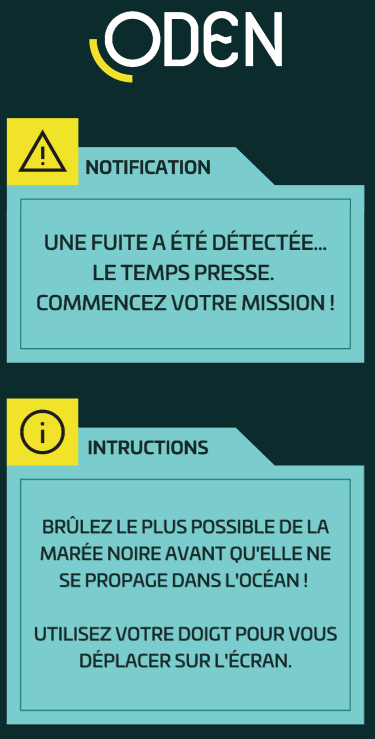 ODEN
NOTIFICATION
UNE FUITE A ÉTÉ DÉTECTÉE...
LE TEMPS PRESSE.
COMMENCEZ VOTRE MISSION !
INTRUCTIONS
BRÛLEZ LE PLUS POSSIBLE DE LA
MARÉE NOIRE AVANT QU'ELLE NE
SE PROPAGE DANS L'OCÉAN !
UTILISEZ VOTRE DOIGT POUR VOUS
DÉPLACER SUR L'ÉCRAN.